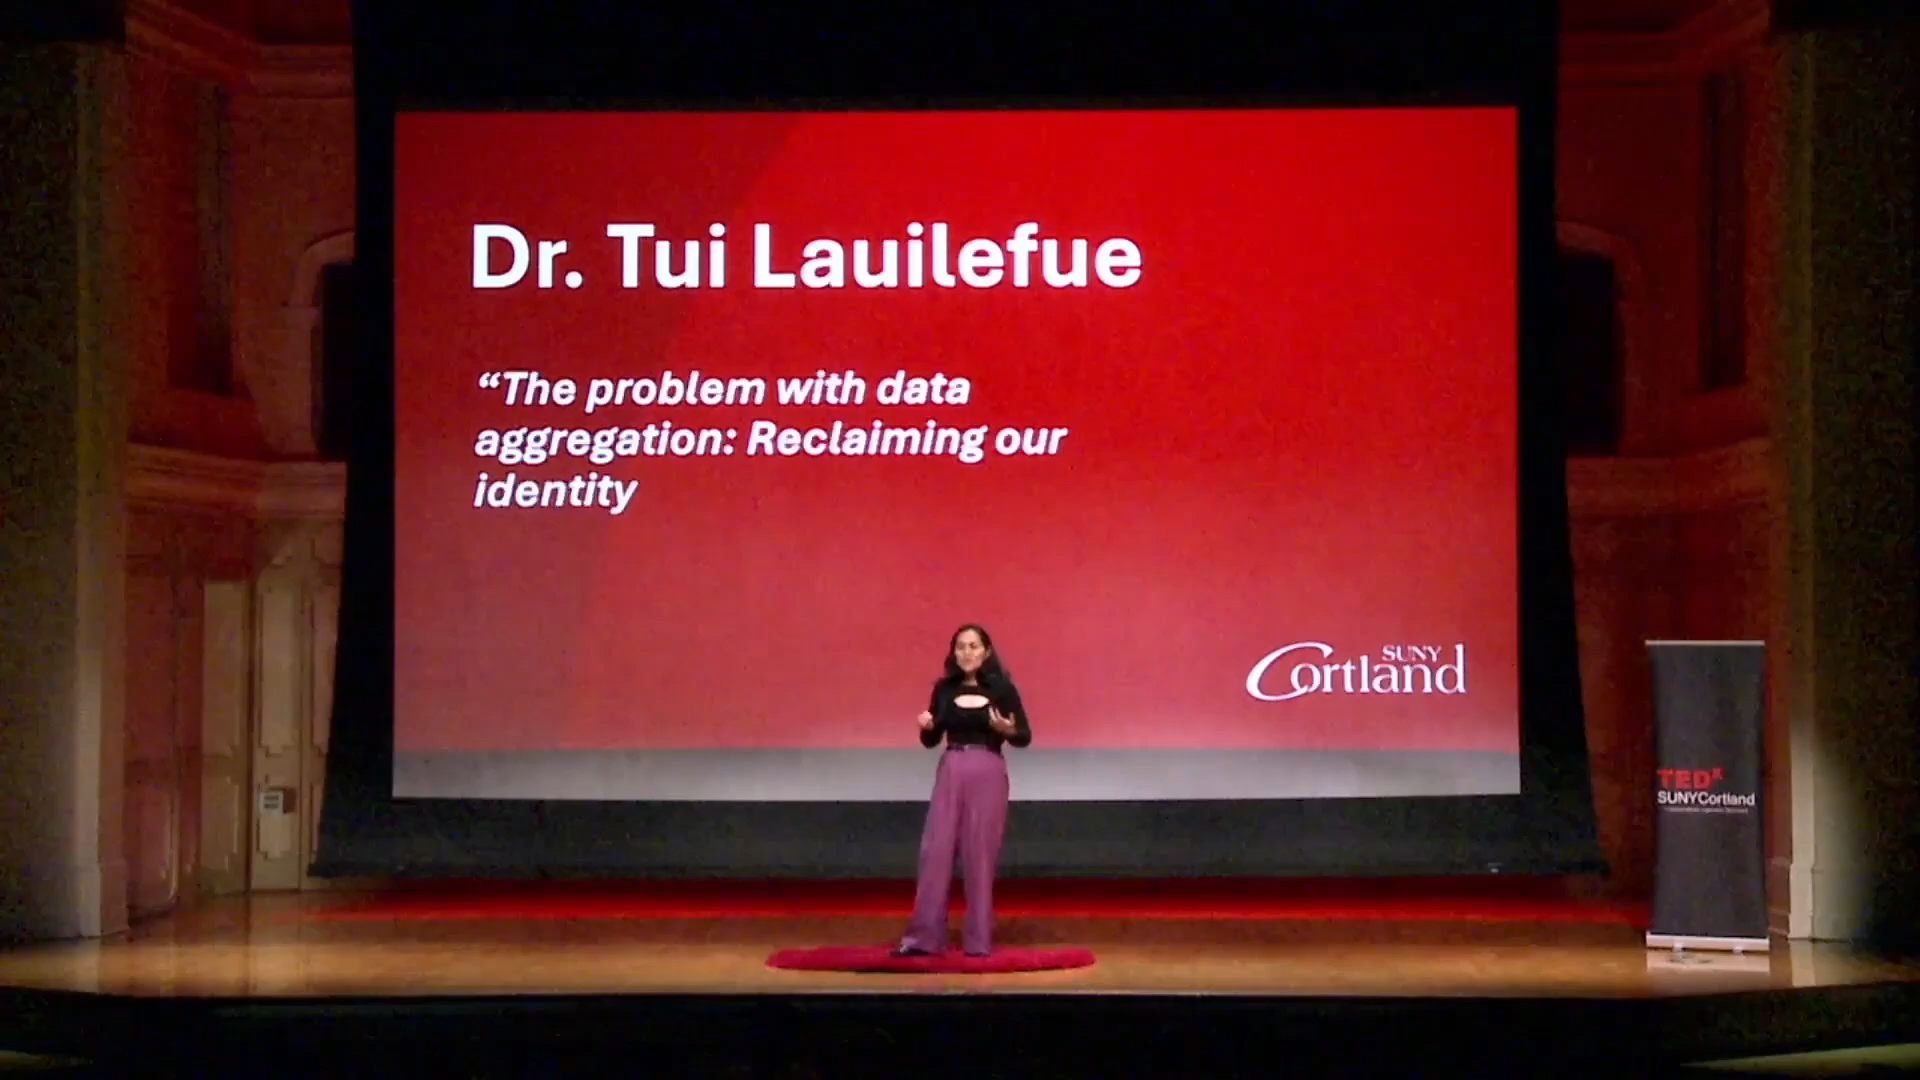 Dr. Tui Lauilefue
“The problem with data
aggregation: Reclaiming our
identity
SUNY
Cortland
TEDx
SUNYCortland